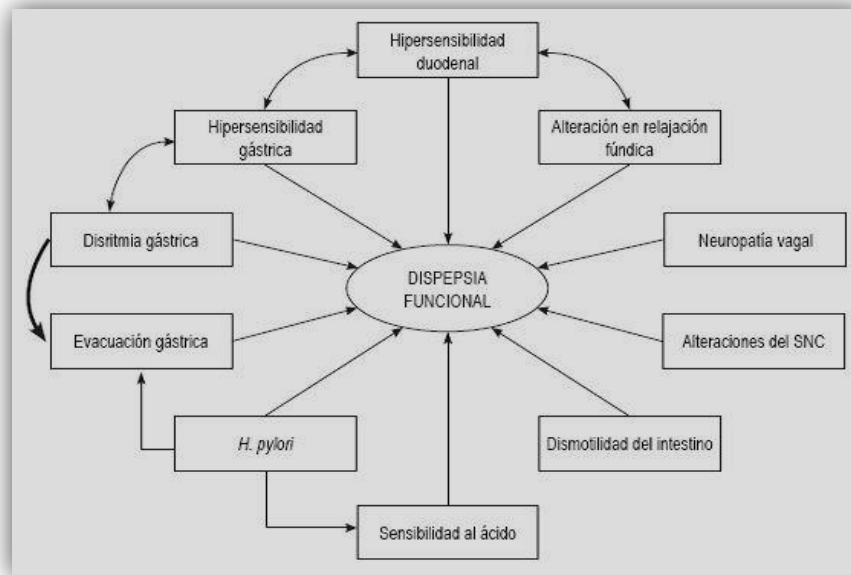 Hipersensibilidad
duodenal
Hipersensibilidad
gástrica
Alteración en relajación
fúndica
Disritmia gástrica
Neuropatía vagal
DISPEPSIA
FUNCIONAL
Evacuación gástrica
Alteraciones del SNC
H. pylori
Dismotilidad del intestino
Sensibilidad al ácido